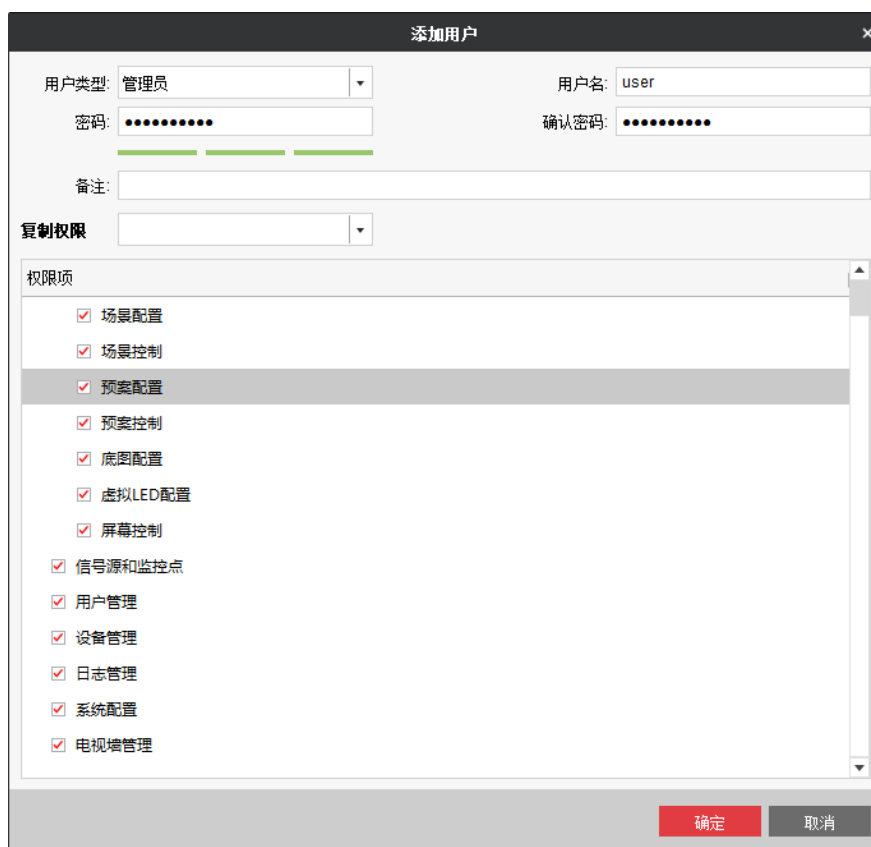 添加用户
用户类型: 管理员 用户名: user
密码: ●●●●●●●●●● 确认密码: ●●●●●●●●●●
备注:
复制权限
权限项
场景配置
场景控制
预案配置
预案控制
底图配置
虚拟LED配置
屏幕控制
信号源和监控点
用户管理
设备管理
日志管理
系统配置
电视墙管理
确定 取消